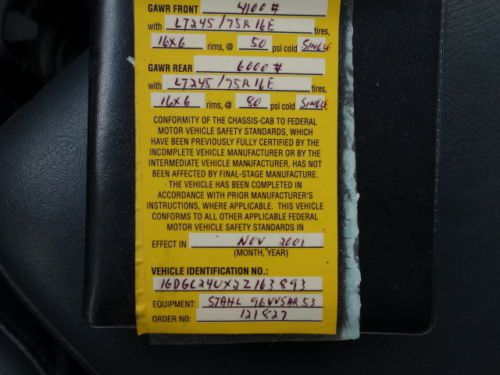 GAWR FRONT 4100#
with LT245/75R16E tires,
16x6 rims, @ 50 psi cold SINGLE
GAWR REAR 6000#
with LT245/75R16E tires,
16x6 rims, @ 80 psi cold SINGLE
CONFORMITY OF THE CHASSIS-CAB TO FEDERAL
MOTOR VEHICLE SAFETY STANDARDS, WHICH
HAVE BEEN PREVIOUSLY FULLY CERTIFIED BY THE
INCOMPLETE VEHICLE MANUFACTURER OR BY THE
INTERMEDIATE VEHICLE MANUFACTURER, HAS
NOT BEEN AFFECTED BY FINAL-STAGE MANUFACTURE.
THE VEHICLE HAS BEEN COMPLETED IN
ACCORDANCE WITH PRIOR MANUFACTURER'S
INSTRUCTIONS, WHERE APPLICABLE. THIS VEHICLE
CONFORMS TO ALL OTHER APPLICABLE FEDERAL
MOTOR VEHICLE SAFETY STANDARDS IN
EFFECT IN NOV 2001
(MONTH, YEAR)
VEHICLE IDENTIFICATION NO.:
1GDGC24UX2Z163893
EQUIPMENT: STAHL 96VVSHR53
ORDER NO: 121827